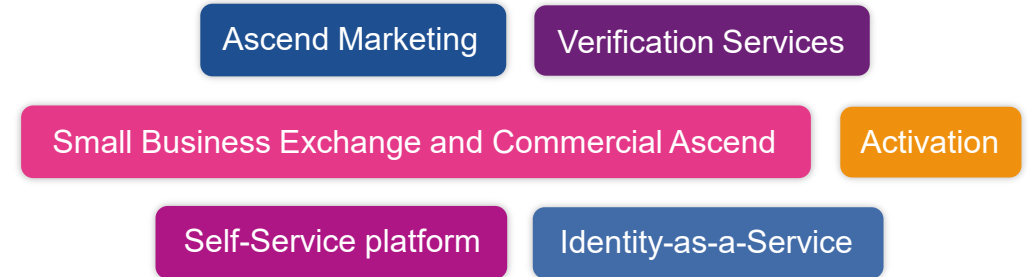 Ascend Marketing
Verification Services
Small Business Exchange and Commercial Ascend
Activation
Self-Service platform
Identity-as-a-Service